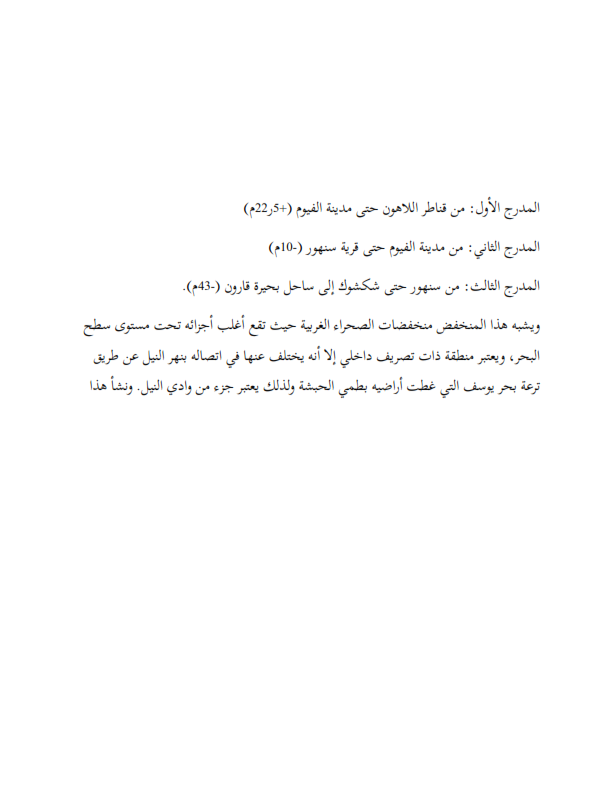 المدرج الأول: من قناطر اللاهون حتى مدينة الفيوم (+5ر22م)
المدرج الثاني: من مدينة الفيوم حتى قرية سنهور (-10م)
المدرج الثالث: من سنهور حتى شكشوك إلى ساحل بحيرة قارون (-43م).
ويشبه هذا المنخفض منخفضات الصحراء الغربية حيث تقع أغلب أجزائه تحت مستوى سطح
البحر، ويعتبر منطقة ذات تصريف داخلي إلا أنه يختلف عنها في اتصاله بنهر النيل عن طريق
ترعة بحر يوسف التي غطت أراضيه بطمي الحبشة ولذلك يعتبر جزء من وادي النيل. ونشأ هذا